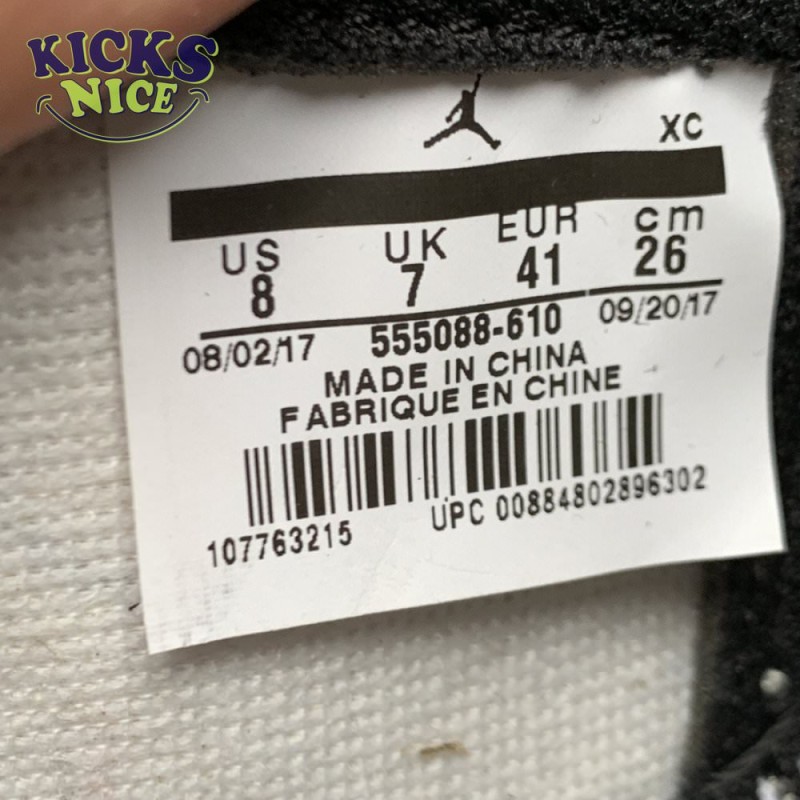 KICKS
NICE
XC
US UK EUR cm
8 7 41 26
08/02/17 555088-610 09/20/17
MADE IN CHINA
FABRIQUE EN CHINE
107763215 UPC 00884802896302